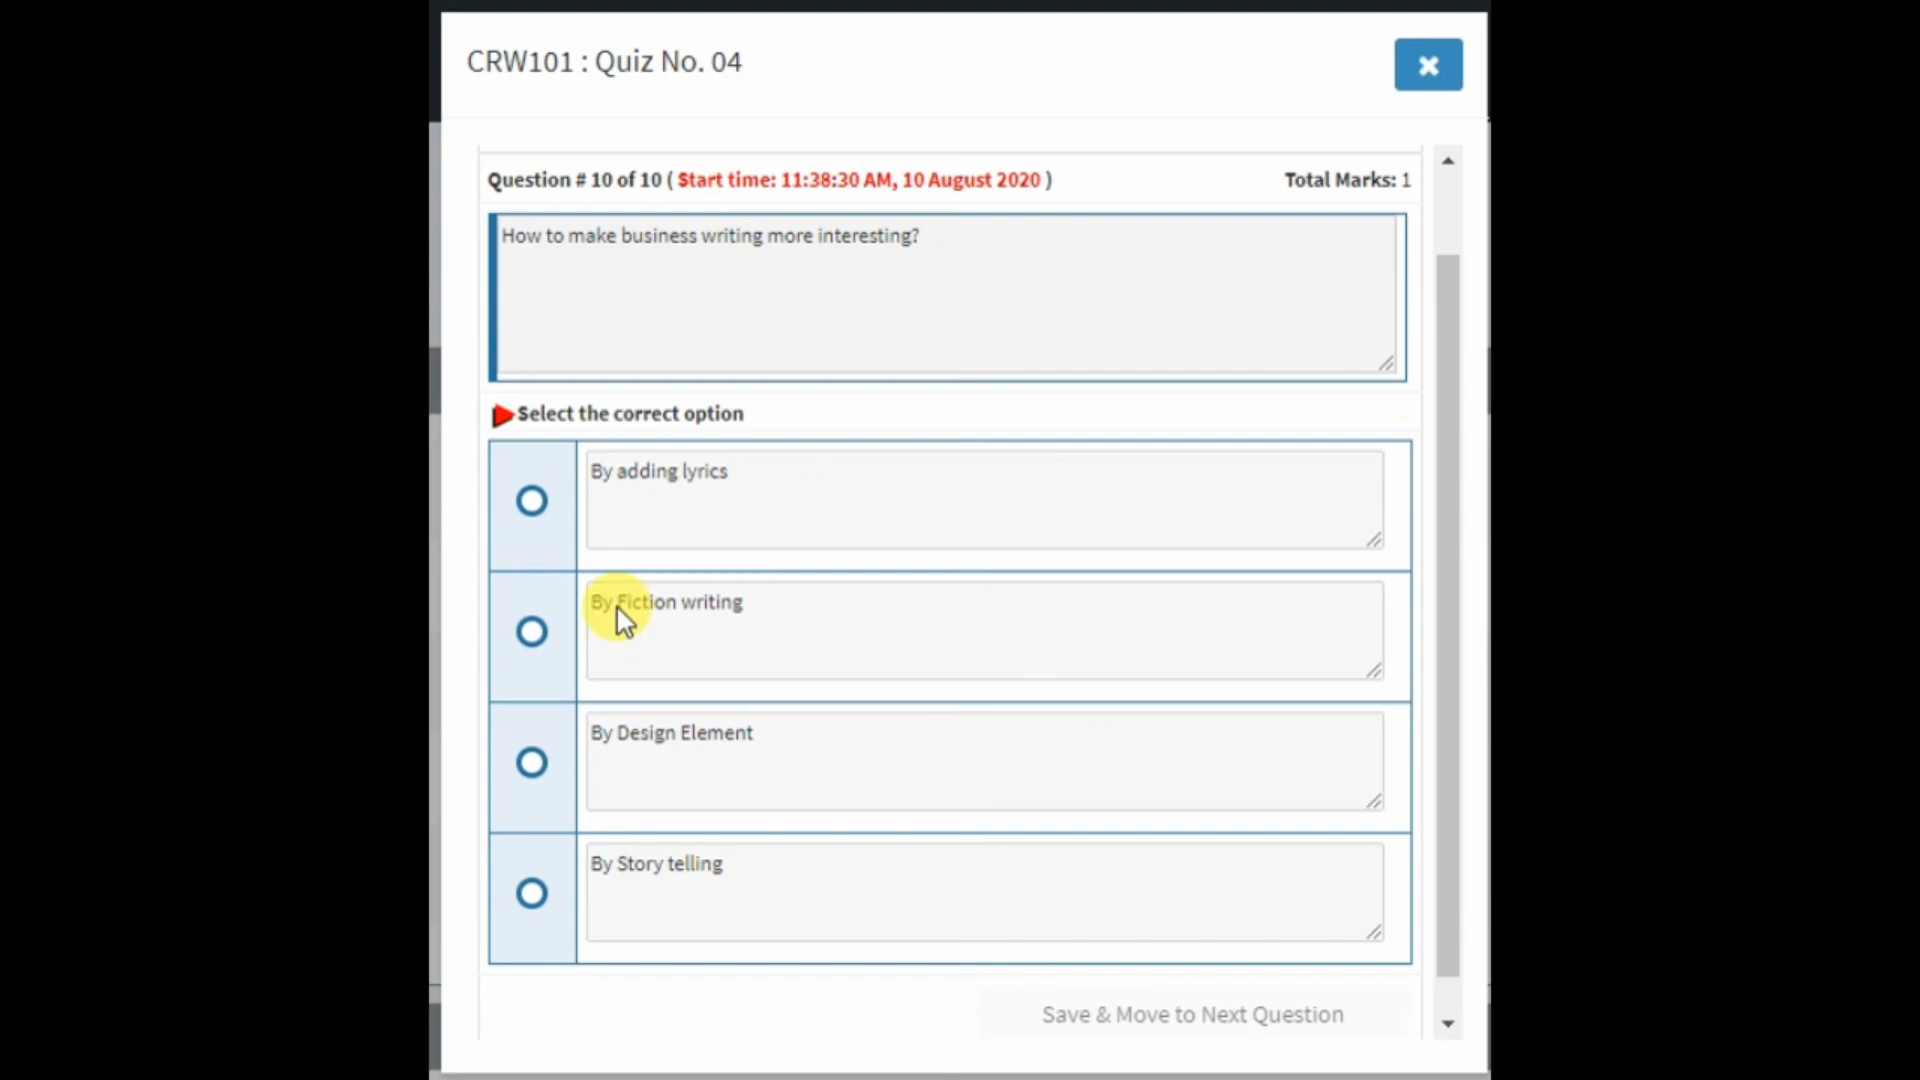 CRW101 : Quiz No. 04
Question # 10 of 10 ( Start time: 11:38:30 AM, 10 August 2020 ) Total Marks: 1
How to make business writing more interesting?
Select the correct option
By adding lyrics
By Fiction writing
By Design Element
By Story telling
Save & Move to Next Question